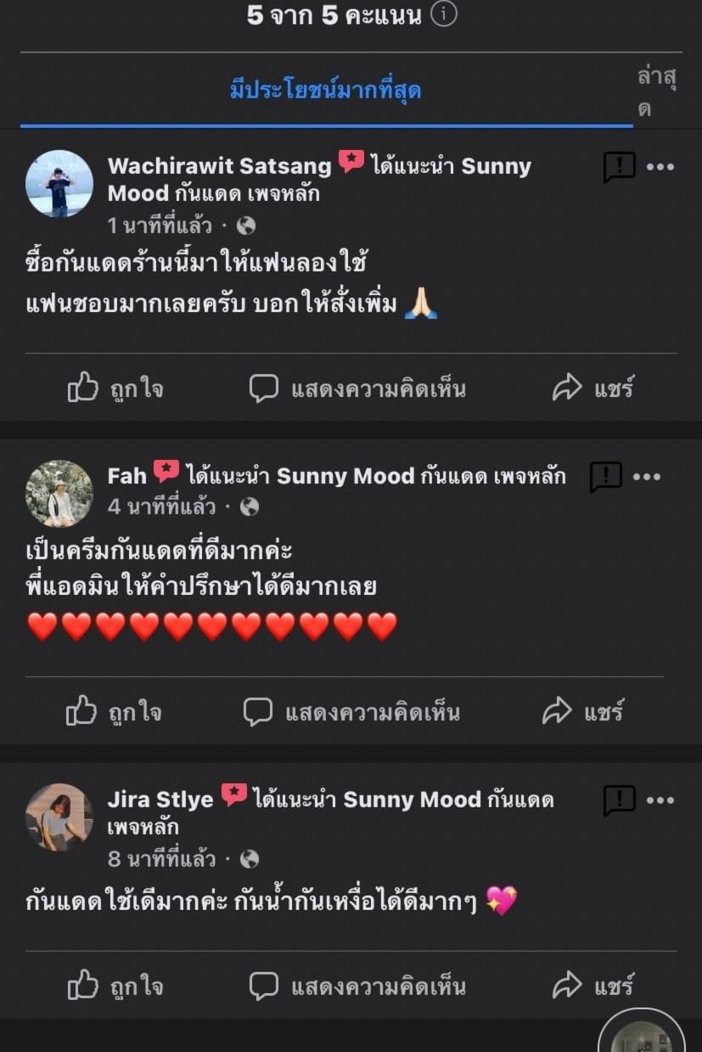 5 จาก 5 คะแนน
มีประโยชน์มากที่สุด
ล่าสุ
ด
Wachirawit Satsang ได้แนะนำ Sunny
Mood กันแดด เพจหลัก
1 นาทีที่แล้ว ·
ซื้อกันแดดร้านนี้มาให้แฟนลองใช้
แฟนชอบมากเลยครับ บอกให้สั่งเพิ่ม 🙏🏻
ถูกใจ แสดงความคิดเห็น แชร์
Fah ได้แนะนำ Sunny Mood กันแดด เพจหลัก
4 นาทีที่แล้ว ·
เป็นครีมกันแดดที่ดีมากค่ะ
พี่แอดมินให้คำปรึกษาได้ดีมากเลย
❤️❤️❤️❤️❤️❤️❤️❤️❤️❤️❤️
ถูกใจ แสดงความคิดเห็น แชร์
Jira Stlye ได้แนะนำ Sunny Mood กันแดด
เพจหลัก
8 นาทีที่แล้ว ·
กันแดดใช้เดีมากค่ะ กันน้ำกันเหงื่อได้ดีมากๆ 💖
ถูกใจ แสดงความคิดเห็น แชร์